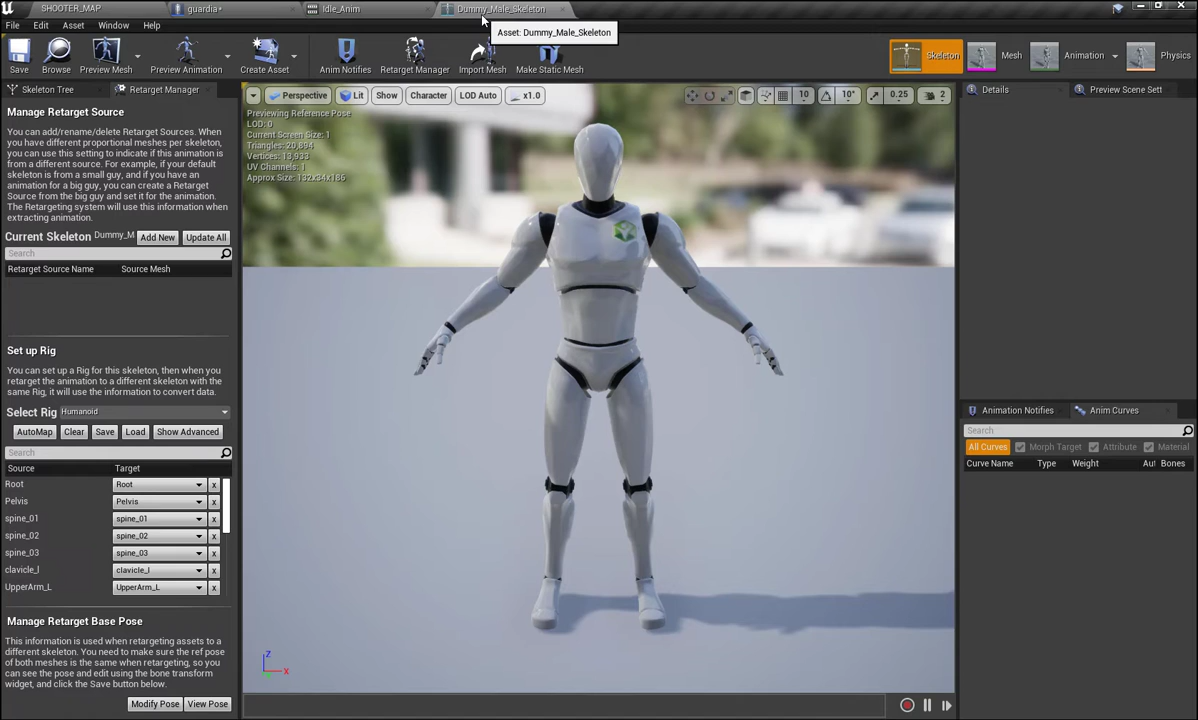 SHOOTER_MAP
guardia*
Idle_Anim
Dummy_Male_Skeleton
File Edit Asset Window Help
Asset: Dummy_Male_Skeleton
Save
Browse
Preview Mesh
Preview Animation
Create Asset
Anim Notifies
Retarget Manager
Import Mesh
Make Static Mesh
Skeleton
Mesh
Animation
Physics
Skeleton Tree
Retarget Manager
Manage Retarget Source
You can add/rename/delete Retarget Sources. When
you have different proportional meshes per skeleton,
you can use this setting to indicate if this animation is
from a different source. For example, if your default
skeleton is from a small guy, and if you have an
animation for a big guy, you can create a Retarget
Source from the big guy and set it for the animation.
The Retargeting system will use this information when
extracting animation.
Current Skeleton Dummy_M Add New Update All
Search
Retarget Source Name Source Mesh
Set up Rig
You can set up a Rig for this skeleton, then when you
retarget the animation to a different skeleton with the
same Rig, it will use the information to convert data.
Select Rig Humanoid
AutoMap Clear Save Load Show Advanced
Search
Source Target
Root Root x
Pelvis Pelvis x
spine_01 spine_01 x
spine_02 spine_02 x
spine_03 spine_03 x
clavicle_l clavicle_l x
UpperArm_L UpperArm_L x
Manage Retarget Base Pose
This information is used when retargeting assets to a
different skeleton. You need to make sure the ref pose
of both meshes is the same when retargeting, so you
can see the pose and edit using the bone transform
widget, and click the Save button below.
Modify Pose View Pose
Perspective Lit Show Character LOD Auto x1.0 10 10° 0.25 2
Previewing Reference Pose
LOD: 0
Current Screen Size: 1
Triangles: 20,894
Vertices: 13,933
UV Channels: 1
Approx Size: 132x34x186
Z
X
Details
Preview Scene Sett
Animation Notifies
Anim Curves
Search
All Curves Morph Target Attribute Material
Curve Name Type Weight Aut Bones